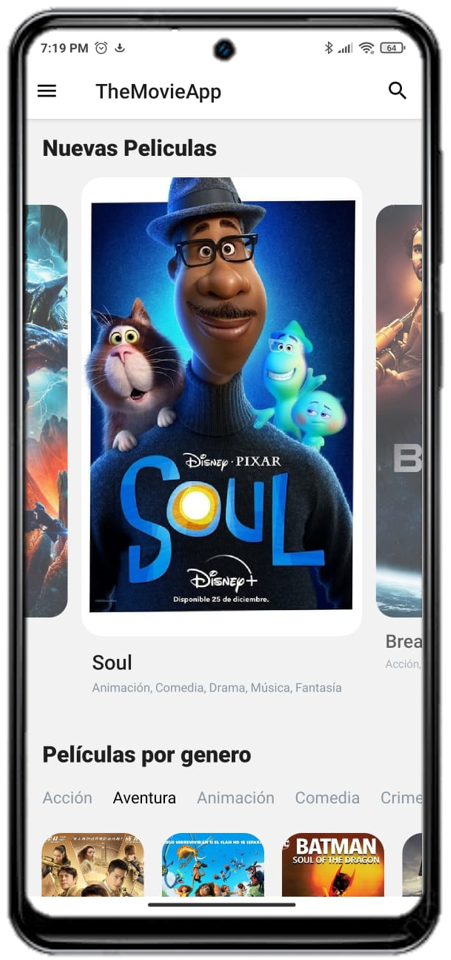 7:19 PM
64
TheMovieApp
Nuevas Peliculas
DISNEY · PIXAR
SOUL
DISNEY+
Disponible 25 de diciembre.
B
Soul
Animación, Comedia, Drama, Música, Fantasía
Brea
Acción,
Películas por genero
Acción Aventura Animación Comedia Crime
BATMAN
SOUL OF THE DRAGON